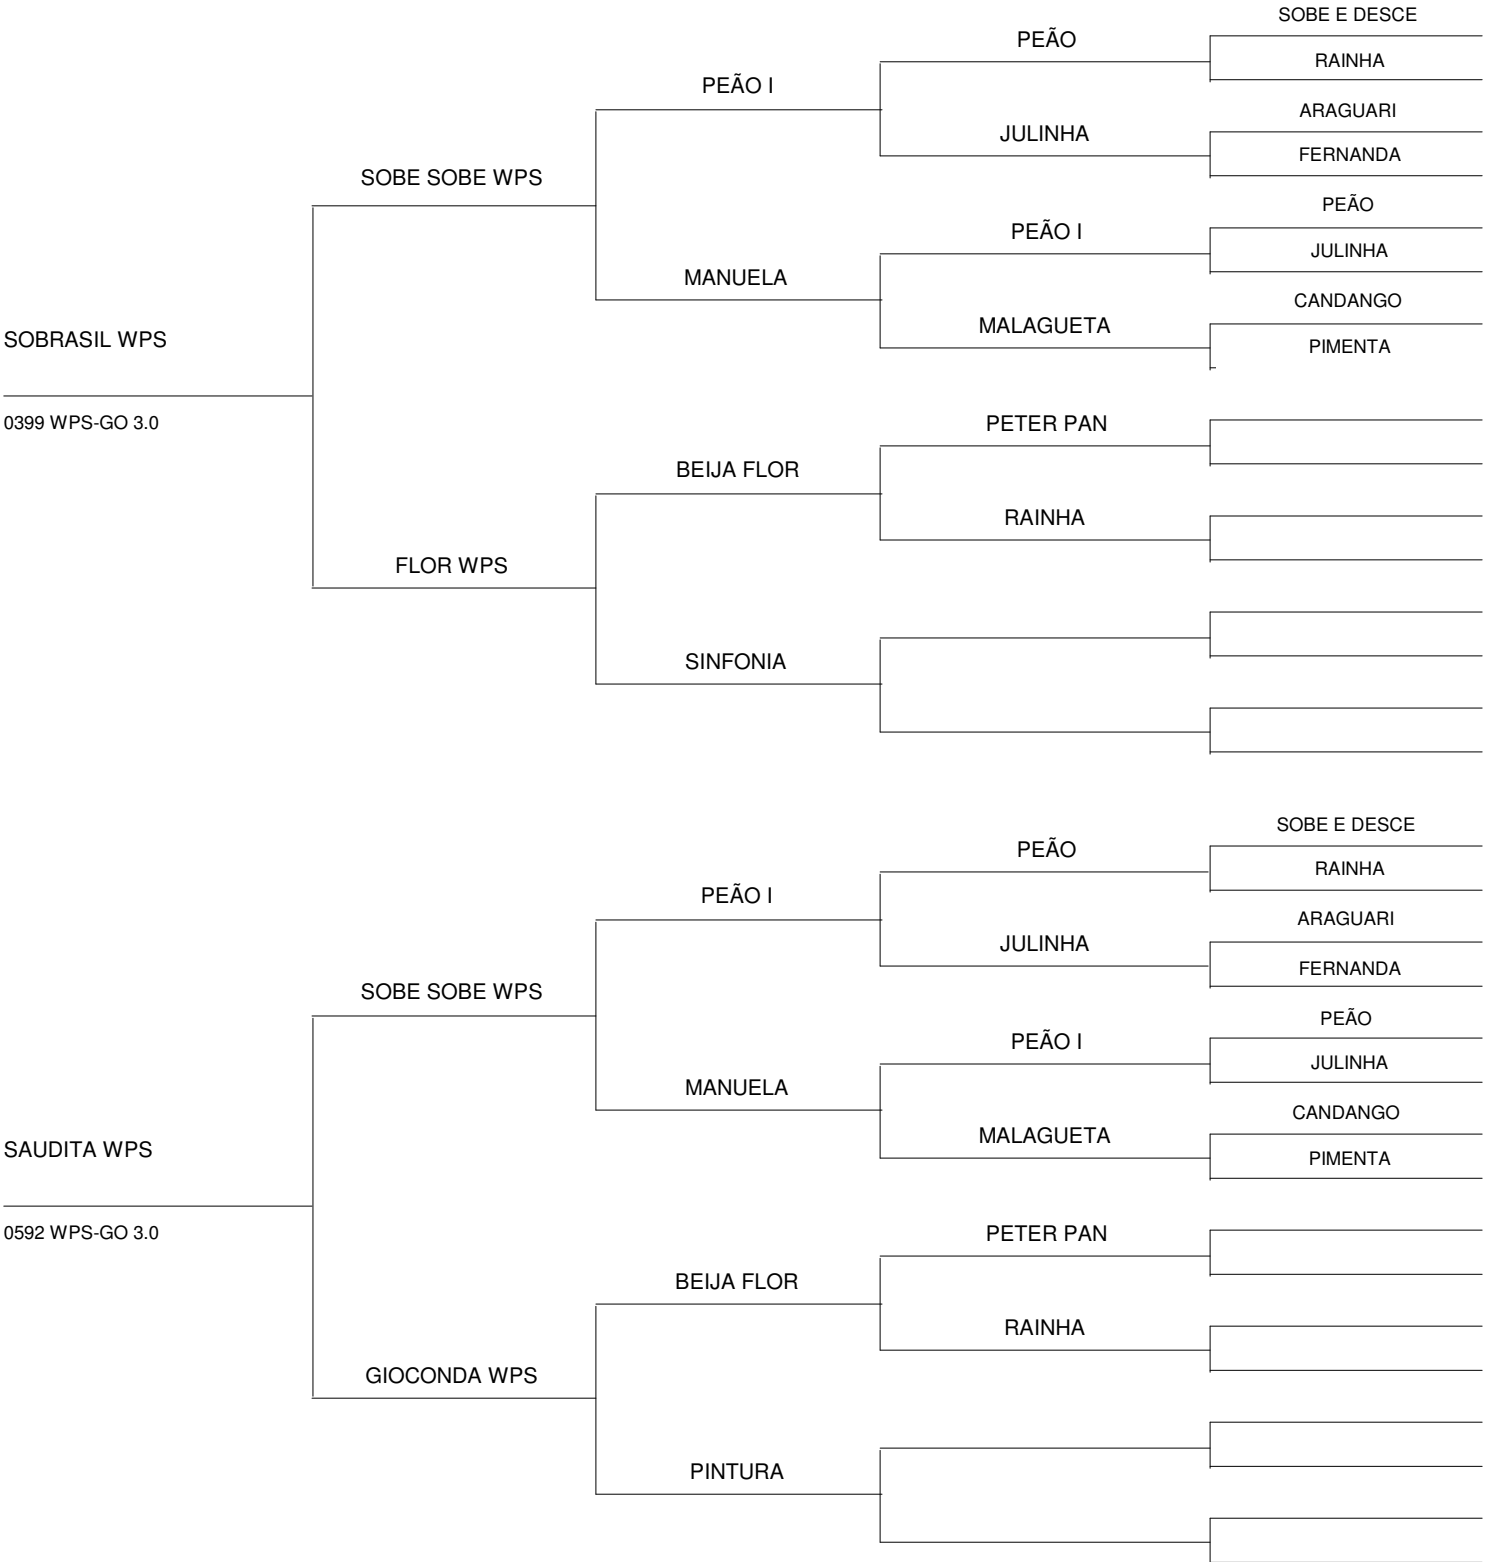 SOBE E DESCE
PEÃO
RAINHA
PEÃO I
ARAGUARI
JULINHA
FERNANDA
SOBE SOBE WPS
PEÃO
PEÃO I
JULINHA
MANUELA
CANDANGO
MALAGUETA
SOBRASIL WPS
PIMENTA
0399 WPS-GO 3.0
PETER PAN
BEIJA FLOR
RAINHA
FLOR WPS
SINFONIA
SOBE E DESCE
PEÃO
RAINHA
PEÃO I
ARAGUARI
JULINHA
FERNANDA
SOBE SOBE WPS
PEÃO
PEÃO I
JULINHA
MANUELA
CANDANGO
MALAGUETA
SAUDITA WPS
PIMENTA
0592 WPS-GO 3.0
PETER PAN
BEIJA FLOR
RAINHA
GIOCONDA WPS
PINTURA